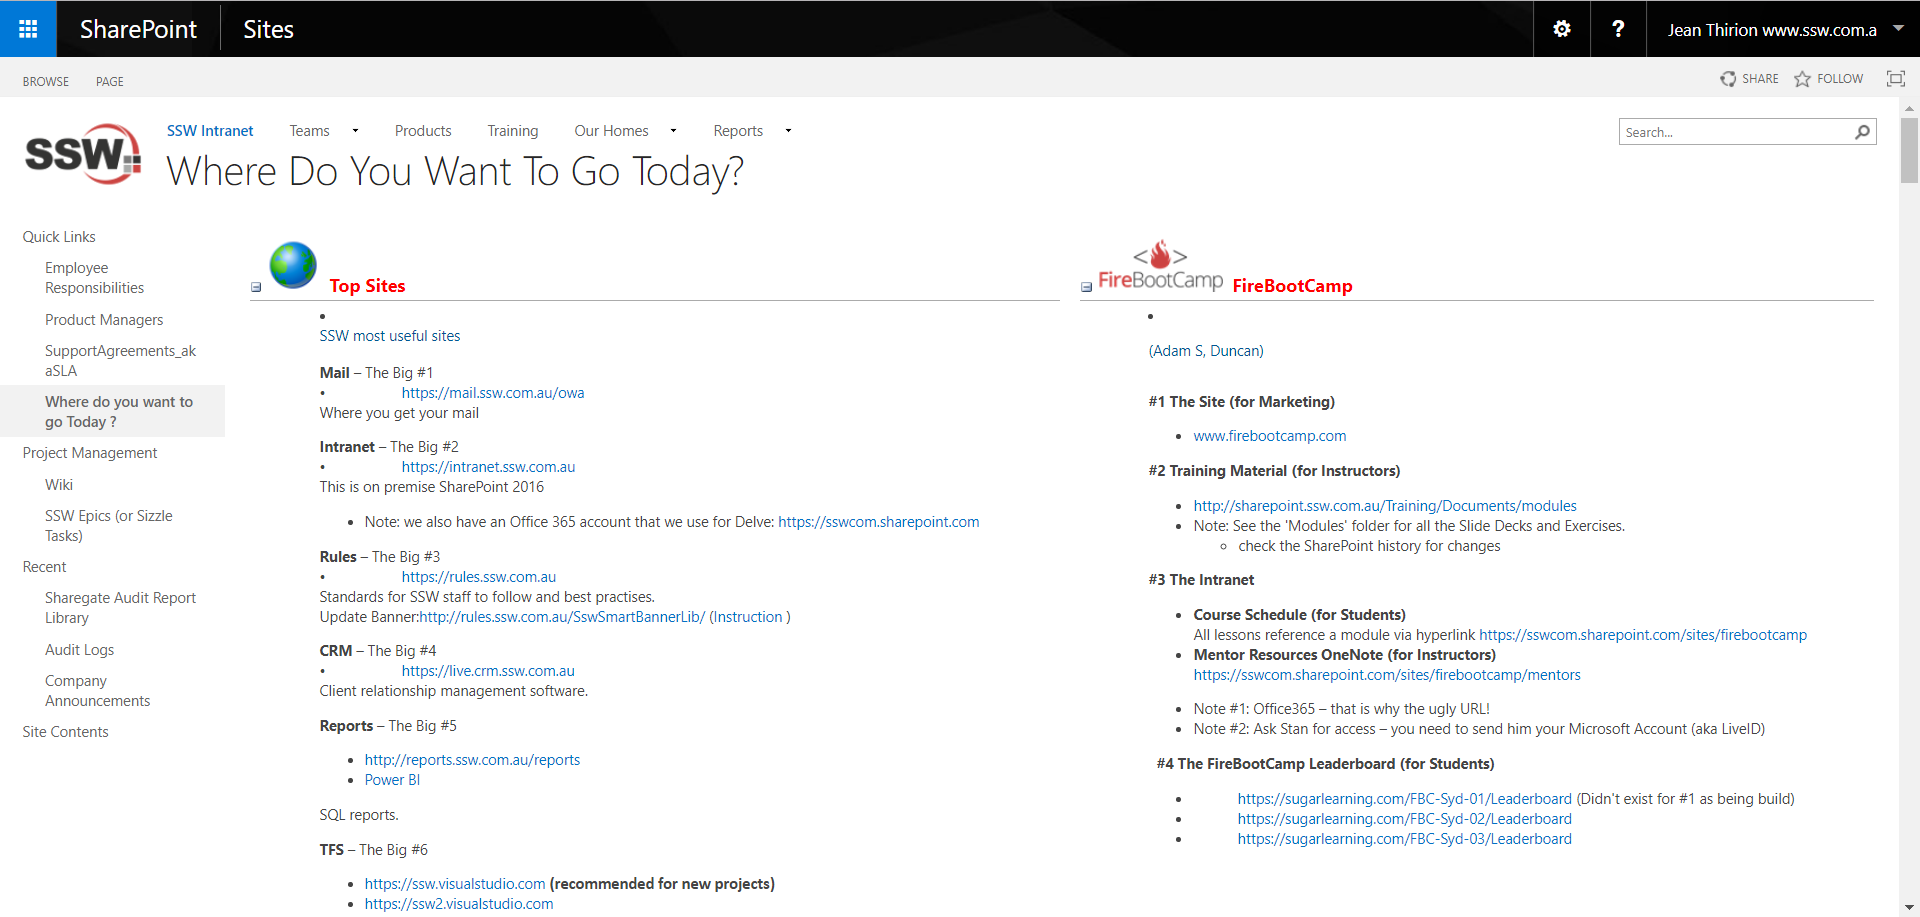 SharePoint
Sites
?
Jean Thirion www.ssw.com.a
BROWSE
PAGE
SHARE
FOLLOW
SSW
SSW Intranet
Teams
Products
Training
Our Homes
Reports
Search...
Where Do You Want To Go Today?
Quick Links
Employee
Responsibilities
Product Managers
SupportAgreements_ak
aSLA
Where do you want to
go Today ?
Project Management
Wiki
SSW Epics (or Sizzle
Tasks)
Recent
Sharegate Audit Report
Library
Audit Logs
Company
Announcements
Site Contents
Top Sites
•
SSW most useful sites
Mail – The Big #1
• https://mail.ssw.com.au/owa
Where you get your mail
Intranet – The Big #2
• https://intranet.ssw.com.au
This is on premise SharePoint 2016
• Note: we also have an Office 365 account that we use for Delve: https://sswcom.sharepoint.com
Rules – The Big #3
• https://rules.ssw.com.au
Standards for SSW staff to follow and best practises.
Update Banner:http://rules.ssw.com.au/SswSmartBannerLib/ (Instruction )
CRM – The Big #4
• https://live.crm.ssw.com.au
Client relationship management software.
Reports – The Big #5
• http://reports.ssw.com.au/reports
• Power BI
SQL reports.
TFS – The Big #6
• https://ssw.visualstudio.com (recommended for new projects)
• https://ssw2.visualstudio.com
<>
FireBootCamp
FireBootCamp
•
(Adam S, Duncan)
#1 The Site (for Marketing)
• www.firebootcamp.com
#2 Training Material (for Instructors)
• http://sharepoint.ssw.com.au/Training/Documents/modules
• Note: See the 'Modules' folder for all the Slide Decks and Exercises.
◦ check the SharePoint history for changes
#3 The Intranet
• Course Schedule (for Students)
All lessons reference a module via hyperlink https://sswcom.sharepoint.com/sites/firebootcamp
• Mentor Resources OneNote (for Instructors)
https://sswcom.sharepoint.com/sites/firebootcamp/mentors
• Note #1: Office365 – that is why the ugly URL!
• Note #2: Ask Stan for access – you need to send him your Microsoft Account (aka LiveID)
#4 The FireBootCamp Leaderboard (for Students)
• https://sugarlearning.com/FBC-Syd-01/Leaderboard (Didn't exist for #1 as being build)
• https://sugarlearning.com/FBC-Syd-02/Leaderboard
• https://sugarlearning.com/FBC-Syd-03/Leaderboard